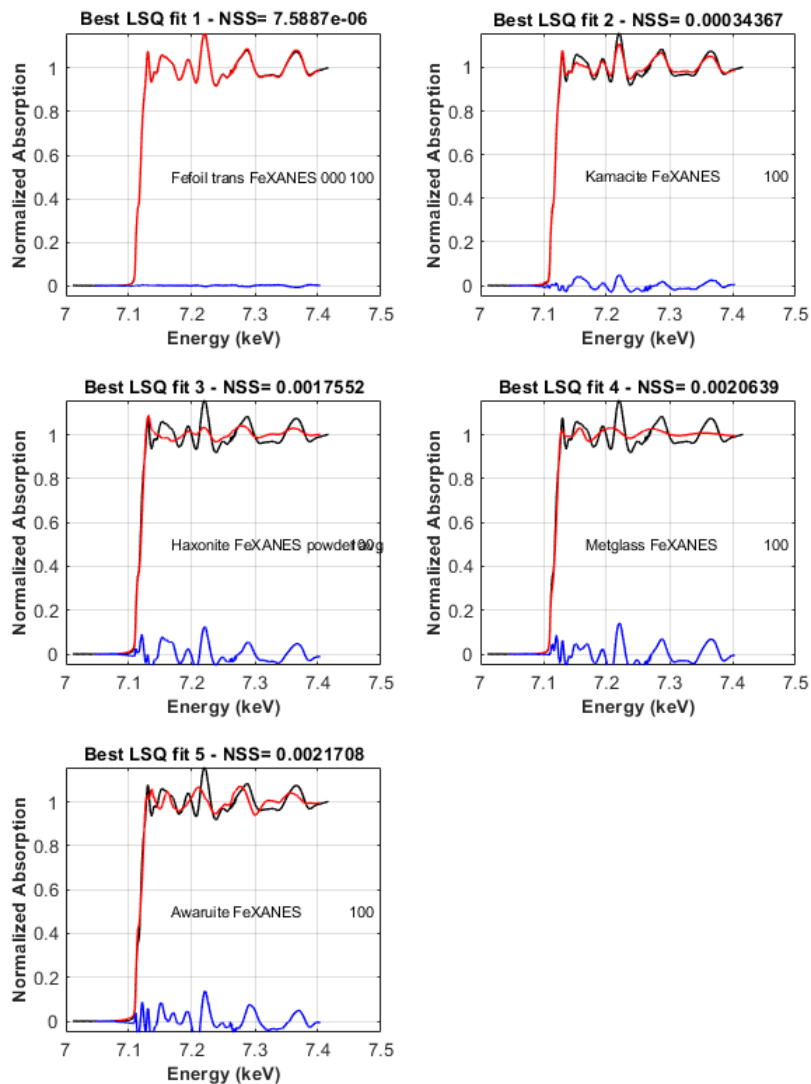 Best LSQ fit 1 - NSS= 7.5887e-06
Normalized Absorption
1
0.8
0.6
0.4
0.2
0
Fefoil trans FeXANES 000 100
7 7.1 7.2 7.3 7.4 7.5
Energy (keV)
Best LSQ fit 2 - NSS= 0.00034367
Normalized Absorption
1
0.8
0.6
0.4
0.2
0
Kamacite FeXANES 100
7 7.1 7.2 7.3 7.4 7.5
Energy (keV)
Best LSQ fit 3 - NSS= 0.0017552
Normalized Absorption
1
0.8
0.6
0.4
0.2
0
Haxonite FeXANES powder avg 100
7 7.1 7.2 7.3 7.4 7.5
Energy (keV)
Best LSQ fit 4 - NSS= 0.0020639
Normalized Absorption
1
0.8
0.6
0.4
0.2
0
Metglass FeXANES 100
7 7.1 7.2 7.3 7.4 7.5
Energy (keV)
Best LSQ fit 5 - NSS= 0.0021708
Normalized Absorption
1
0.8
0.6
0.4
0.2
0
Awaruite FeXANES 100
7 7.1 7.2 7.3 7.4 7.5
Energy (keV)